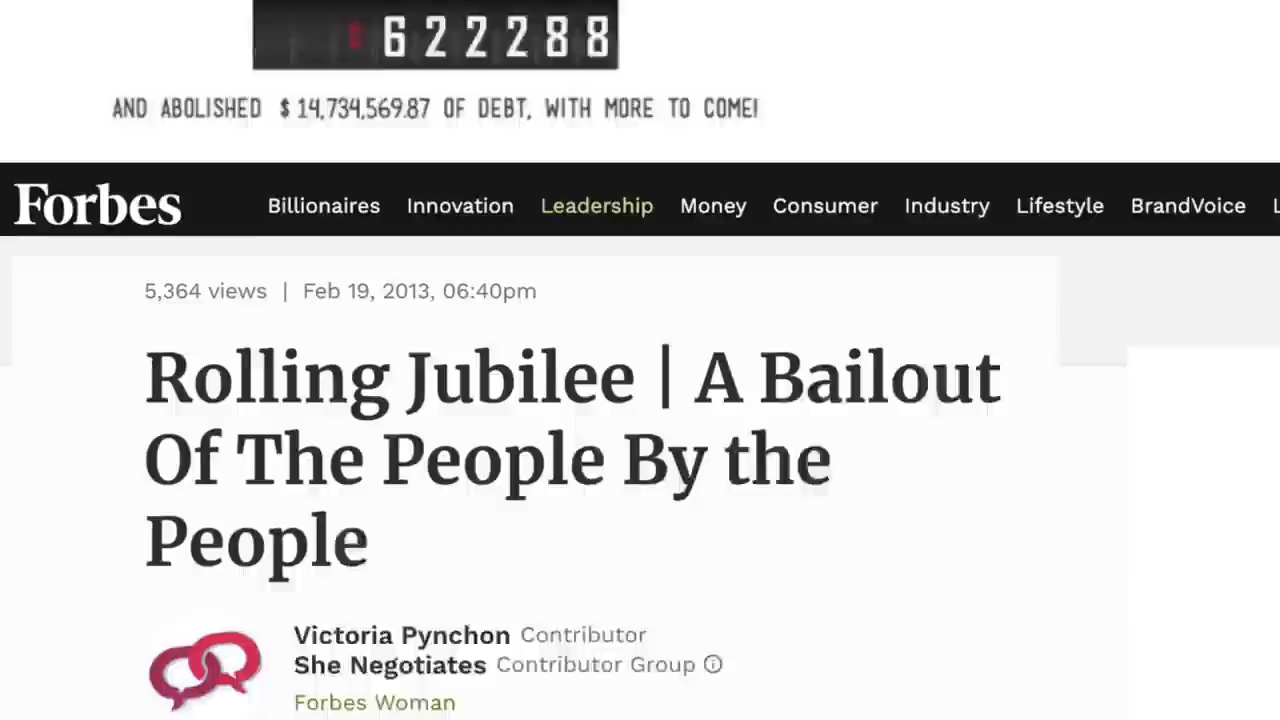 622288
AND ABOLISHED $14,734,569.87 OF DEBT, WITH MORE TO COME!
Forbes Billionaires Innovation Leadership Money Consumer Industry Lifestyle BrandVoice
5,364 views | Feb 19, 2013, 06:40pm
Rolling Jubilee | A Bailout
Of The People By the
People
Victoria Pynchon Contributor
She Negotiates Contributor Group
Forbes Woman